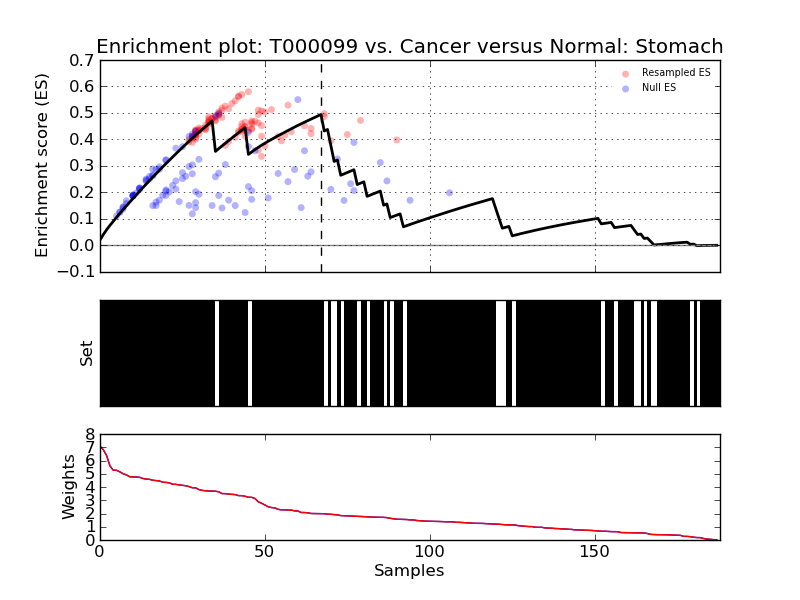 Enrichment plot: T000099 vs. Cancer versus Normal: Stomach
0.7
0.6
0.5
0.4
0.3
0.2
0.1
0.0
−0.1
Enrichment score (ES)
Resampled ES
Null ES
Set
8
7
6
5
4
3
2
1
0
Weights
0 50 100 150
Samples